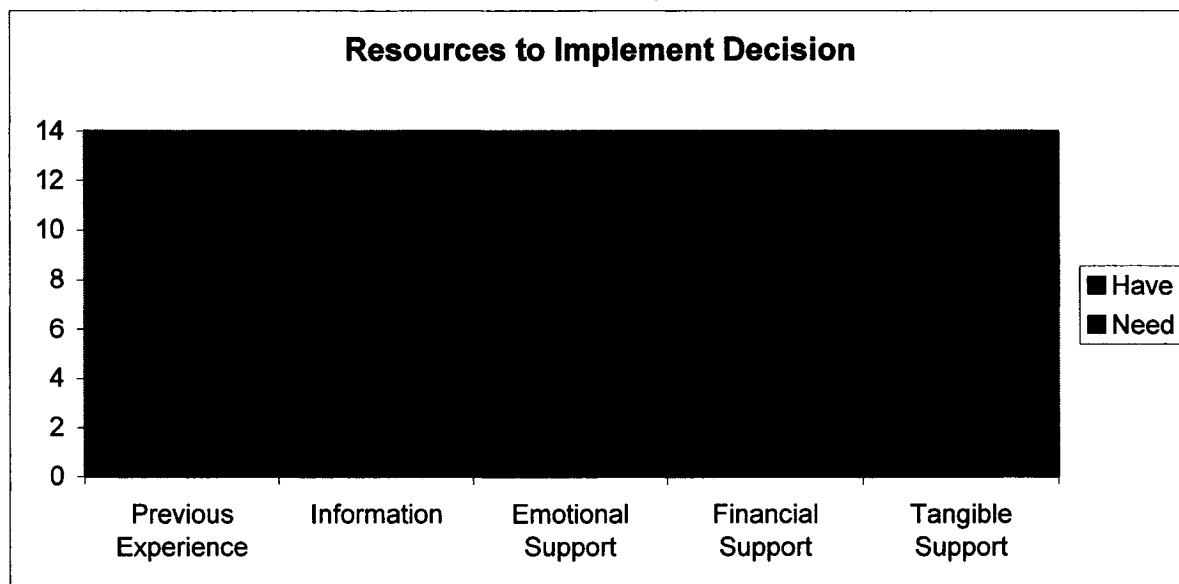 Resources to Implement Decision
14
12
10
8
6
4
2
0
Previous Experience
Information
Emotional Support
Financial Support
Tangible Support
Have
Need